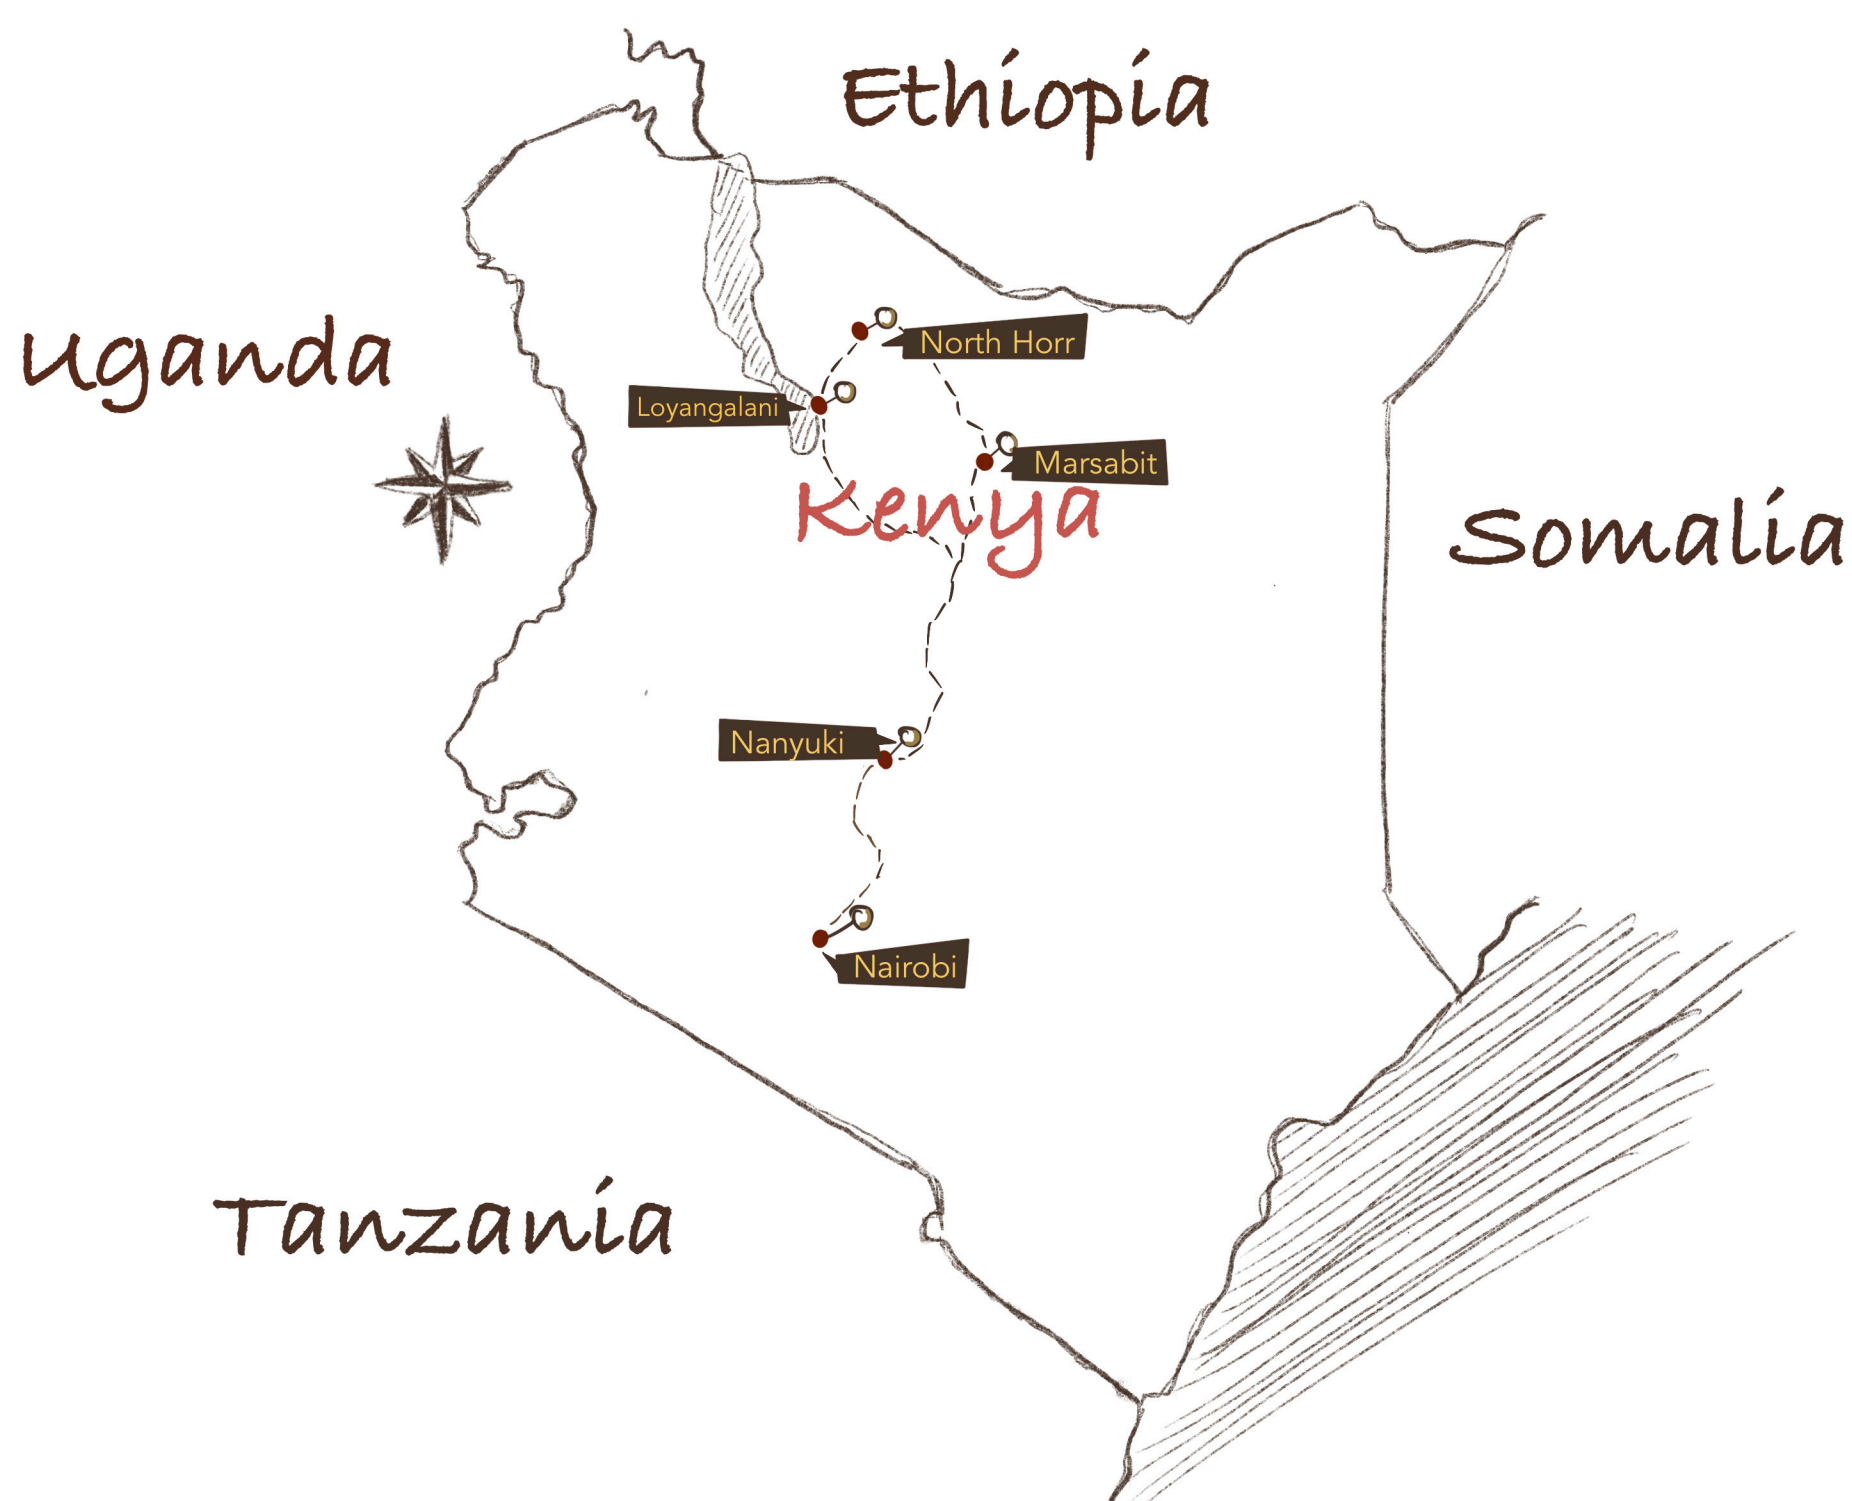 Ethiopia
Uganda
North Horr
Loyangalani
Marsabit
Kenya
Somalia
Nanyuki
Nairobi
Tanzania